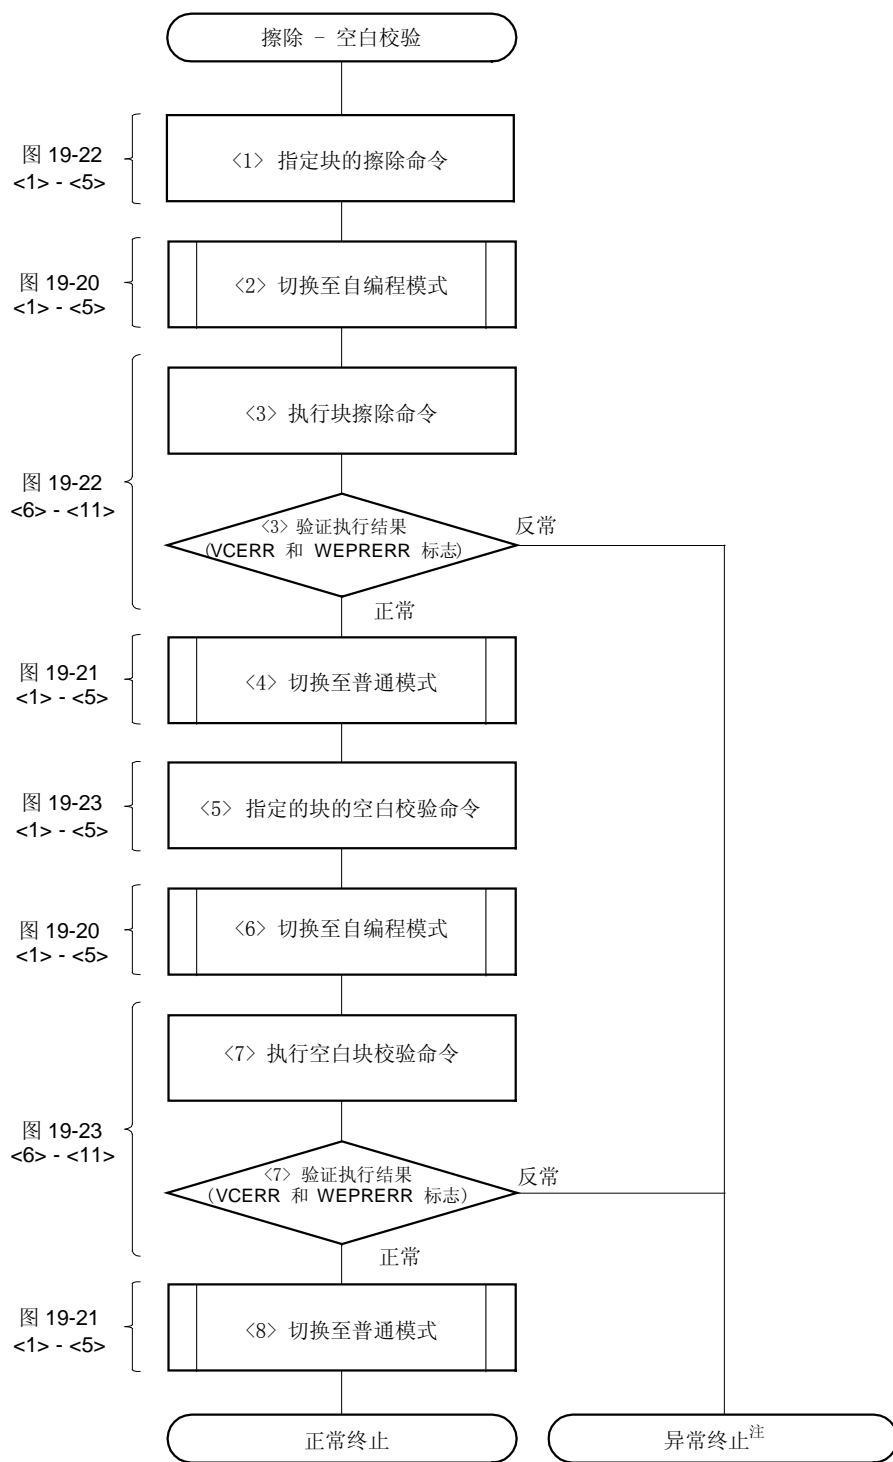 擦除 - 空白校验
图 19-22
<1> - <5>
<1> 指定块的擦除命令
图 19-20
<1> - <5>
<2> 切换至自编程模式
<3> 执行块擦除命令
图 19-22
<6> - <11>
<3> 验证执行结果
(VCERR 和 WEPRERR 标志)
反常
正常
图 19-21
<1> - <5>
<4> 切换至普通模式
图 19-23
<1> - <5>
<5> 指定的块的空白校验命令
图 19-20
<1> - <5>
<6> 切换至自编程模式
<7> 执行空白块校验命令
图 19-23
<6> - <11>
<7> 验证执行结果
(VCERR 和 WEPRERR 标志)
反常
正常
图 19-21
<1> - <5>
<8> 切换至普通模式
正常终止
异常终止注